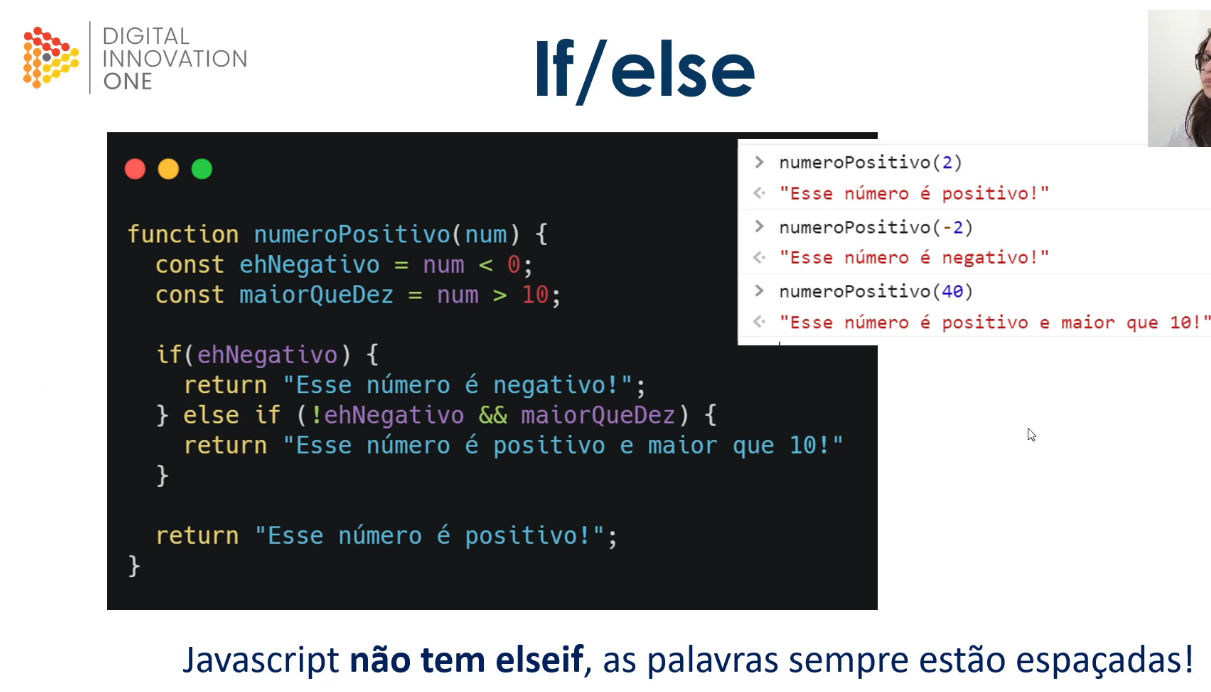 DIGITAL
INNOVATION
ONE
If/else
function numeroPositivo(num) {
  const ehNegativo = num < 0;
  const maiorQueDez = num > 10;
  if(ehNegativo) {
    return "Esse número é negativo!";
  } else if (!ehNegativo && maiorQueDez) {
    return "Esse número é positivo e maior que 10!"
  }
  return "Esse número é positivo!";
}
> numeroPositivo(2)
"Esse número é positivo!"
> numeroPositivo(-2)
"Esse número é negativo!"
> numeroPositivo(40)
"Esse número é positivo e maior que 10!"
Javascript não tem elseif, as palavras sempre estão espaçadas!